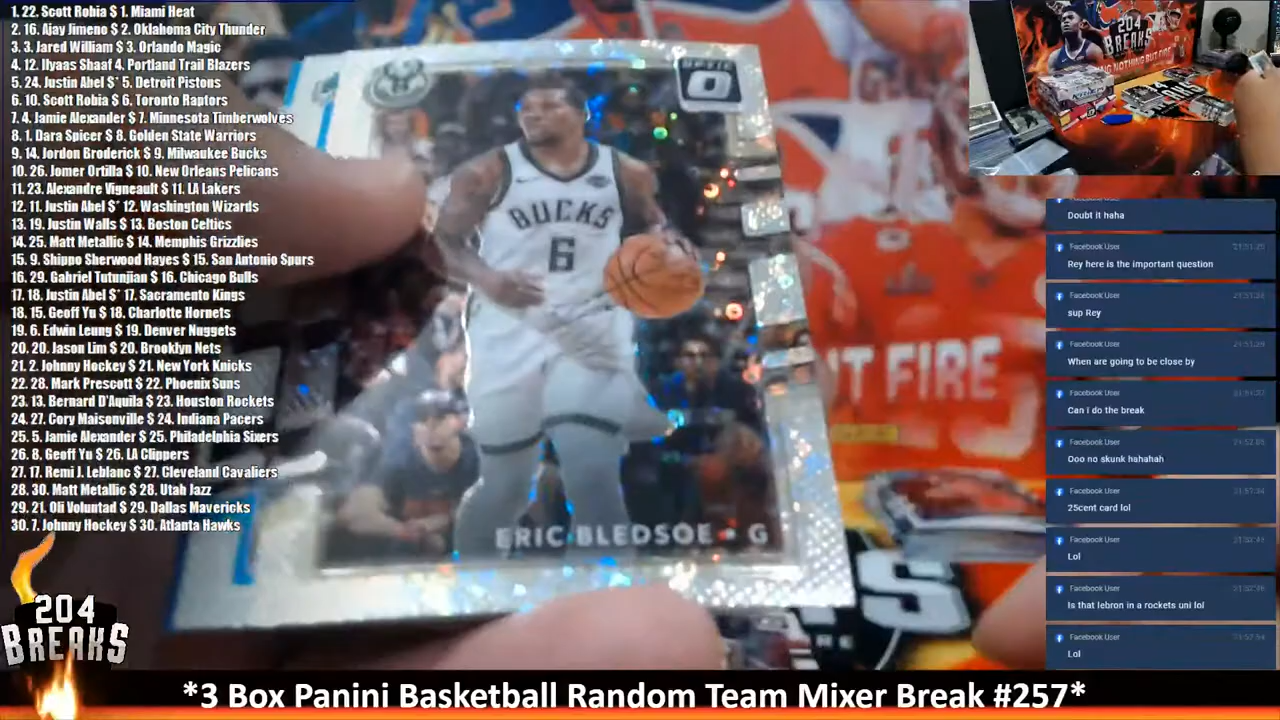 1. 22. Scott Robia $ 1. Miami Heat
2. 16. Ajay Jimeno $ 2. Oklahoma City Thunder
3. 3. Jared William $ 3. Orlando Magic
4. 12. Ilyaas Shaaf 4. Portland Trail Blazers
5. 24. Justin Abel $* 5. Detroit Pistons
6. 10. Scott Robia $ 6. Toronto Raptors
7. 4. Jamie Alexander $ 7. Minnesota Timberwolves
8. 1. Dara Spicer $ 8. Golden State Warriors
9. 14. Jordon Broderick $ 9. Milwaukee Bucks
10. 26. Jomer Ortilla $ 10. New Orleans Pelicans
11. 23. Alexandre Vigneault $ 11. LA Lakers
12. 11. Justin Abel $* 12. Washington Wizards
13. 19. Justin Walls $ 13. Boston Celtics
14. 25. Matt Metallic $ 14. Memphis Grizzlies
15. 9. Shippo Sherwood Hayes $ 15. San Antonio Spurs
16. 29. Gabriel Tutunjian $ 16. Chicago Bulls
17. 18. Justin Abel $* 17. Sacramento Kings
18. 15. Geoff Yu $ 18. Charlotte Hornets
19. 6. Edwin Leung $ 19. Denver Nuggets
20. 20. Jason Lim $ 20. Brooklyn Nets
21. 2. Johnny Hockey $ 21. New York Knicks
22. 28. Mark Prescott $ 22. Phoenix Suns
23. 13. Bernard D'Aquila $ 23. Houston Rockets
24. 27. Cory Maisonville $ 24. Indiana Pacers
25. 5. Jamie Alexander $ 25. Philadelphia Sixers
26. 8. Geoff Yu $ 26. LA Clippers
27. 17. Remi J. Leblanc $ 27. Cleveland Cavaliers
28. 30. Matt Metallic $ 28. Utah Jazz
29. 21. Oli Voluntad $ 29. Dallas Mavericks
30. 7. Johnny Hockey $ 30. Atlanta Hawks
204
BREAKS
OPTIC
BUCKS
6
ERIC BLEDSOE • G
T FIRE
S
RE
204
BREAKS
NG NOTHING BUT FIRE
Facebook User
Doubt it haha
Facebook User
Rey here is the important question
Facebook User
sup Rey
Facebook User
When are going to be close by
Facebook User
Can i do the break
Facebook User
Ooo no skunk hahahah
Facebook User
25cent card lol
Facebook User
Lol
Facebook User
Is that lebron in a rockets uni lol
Facebook User
Lol
*3 Box Panini Basketball Random Team Mixer Break #257*